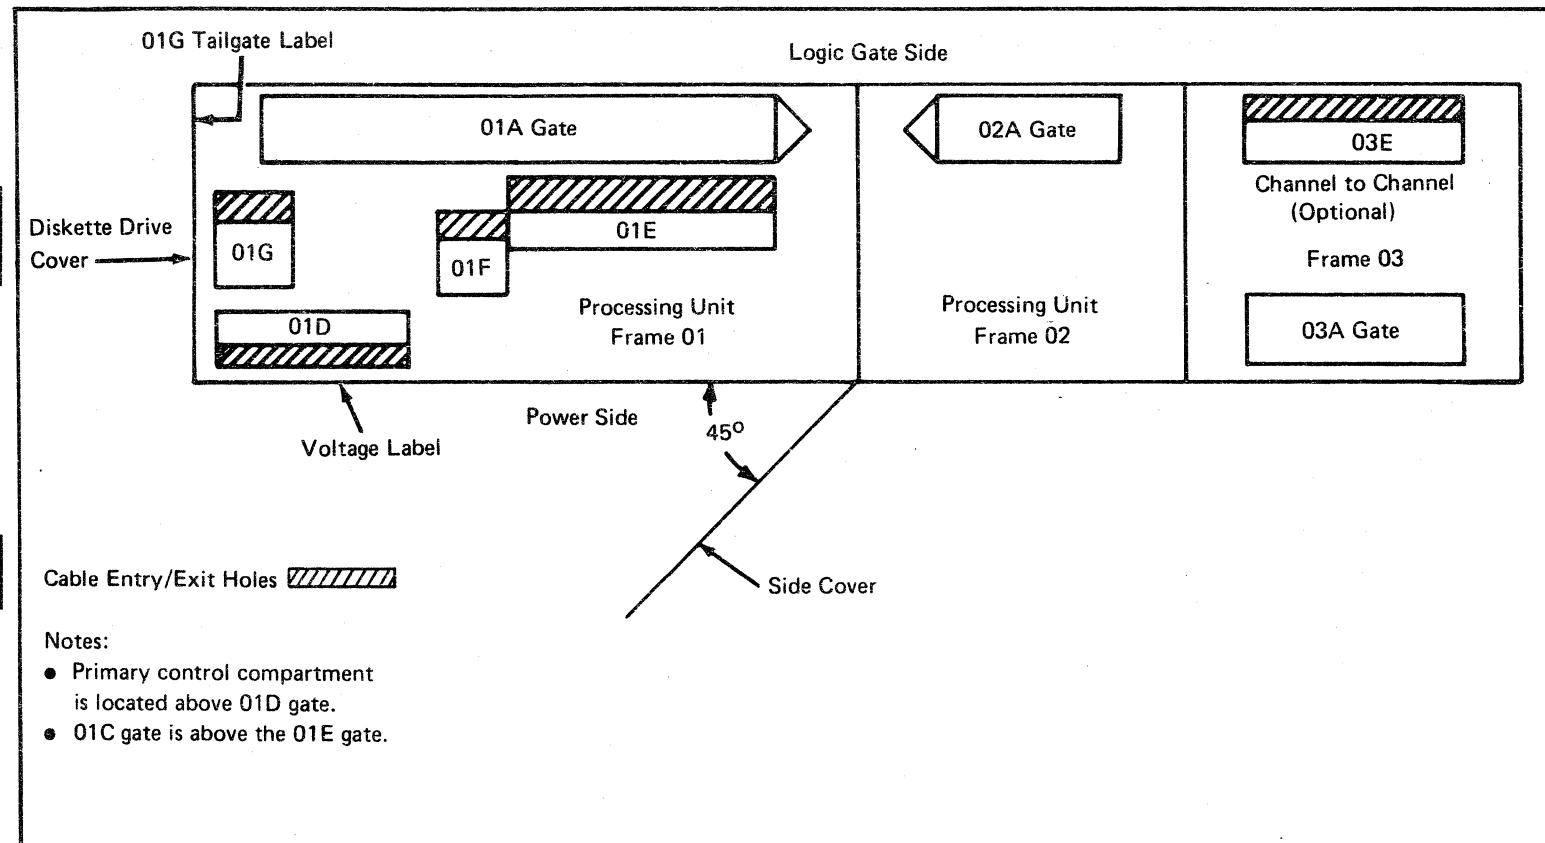 01G Tailgate Label
Logic Gate Side
01A Gate
02A Gate
03E
Channel to Channel
(Optional)
Diskette Drive
Cover
01G
01F
01E
Frame 03
01D
Processing Unit
Frame 01
Processing Unit
Frame 02
03A Gate
Power Side
45°
Voltage Label
Side Cover
Cable Entry/Exit Holes
Notes:
● Primary control compartment
is located above 01D gate.
● 01C gate is above the 01E gate.